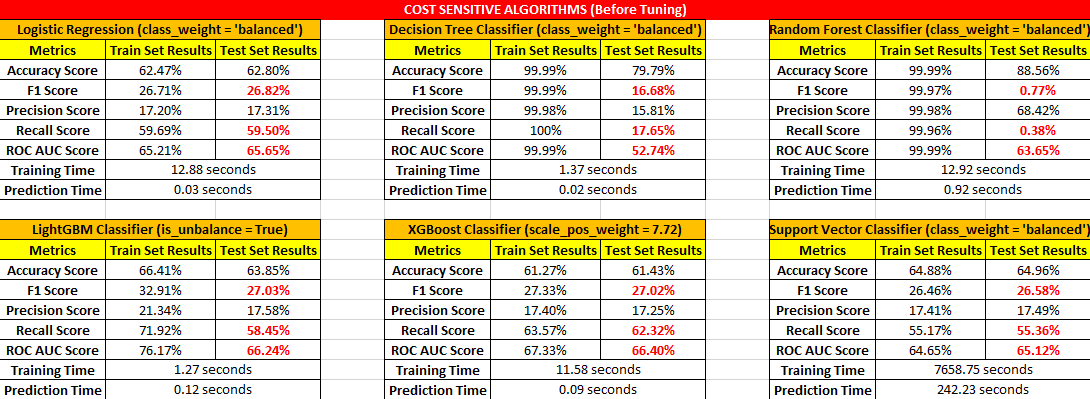 COST SENSITIVE ALGORITHMS (Before Tuning)
Logistic Regression (class_weight = 'balanced') Decision Tree Classifier (class_weight = 'balanced') Random Forest Classifier (class_weight = 'balanced')
Metrics Train Set Results Test Set Results Metrics Train Set Results Test Set Results Metrics Train Set Results Test Set Results
Accuracy Score 62.47% 62.80% Accuracy Score 99.99% 79.79% Accuracy Score 99.99% 88.56%
F1 Score 26.71% 26.82% F1 Score 99.99% 16.68% F1 Score 99.97% 0.77%
Precision Score 17.20% 17.31% Precision Score 99.98% 15.81% Precision Score 99.98% 68.42%
Recall Score 59.69% 59.50% Recall Score 100% 17.65% Recall Score 99.96% 0.38%
ROC AUC Score 65.21% 65.65% ROC AUC Score 99.99% 52.74% ROC AUC Score 99.99% 63.65%
Training Time 12.88 seconds Training Time 1.37 seconds Training Time 12.92 seconds
Prediction Time 0.03 seconds Prediction Time 0.02 seconds Prediction Time 0.92 seconds
LightGBM Classifier (is_unbalance = True) XGBoost Classifier (scale_pos_weight = 7.72) Support Vector Classifier (class_weight = 'balanced')
Metrics Train Set Results Test Set Results Metrics Train Set Results Test Set Results Metrics Train Set Results Test Set Results
Accuracy Score 66.41% 63.85% Accuracy Score 61.27% 61.43% Accuracy Score 64.88% 64.96%
F1 Score 32.91% 27.03% F1 Score 27.33% 27.02% F1 Score 26.46% 26.58%
Precision Score 21.34% 17.58% Precision Score 17.40% 17.25% Precision Score 17.41% 17.49%
Recall Score 71.92% 58.45% Recall Score 63.57% 62.32% Recall Score 55.17% 55.36%
ROC AUC Score 76.17% 66.24% ROC AUC Score 67.33% 66.40% ROC AUC Score 64.65% 65.12%
Training Time 1.27 seconds Training Time 11.58 seconds Training Time 7658.75 seconds
Prediction Time 0.12 seconds Prediction Time 0.09 seconds Prediction Time 242.23 seconds